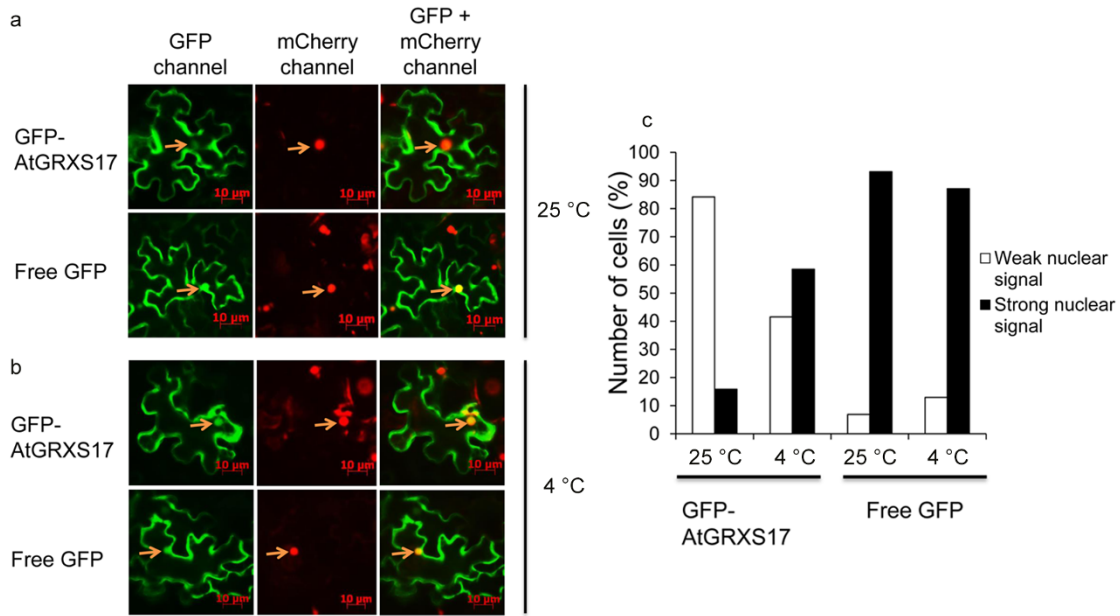 a
GFP channel
mCherry channel
GFP + mCherry channel
GFP-AtGRXS17
10 µm
10 µm
10 µm
Free GFP
10 µm
10 µm
10 µm
25 °C
b
GFP-AtGRXS17
10 µm
10 µm
10 µm
Free GFP
10 µm
10 µm
10 µm
4 °C
c
Number of cells (%)
100
90
80
70
60
50
40
30
20
10
0
25 °C
4 °C
25 °C
4 °C
GFP-AtGRXS17
Free GFP
Weak nuclear signal
Strong nuclear signal